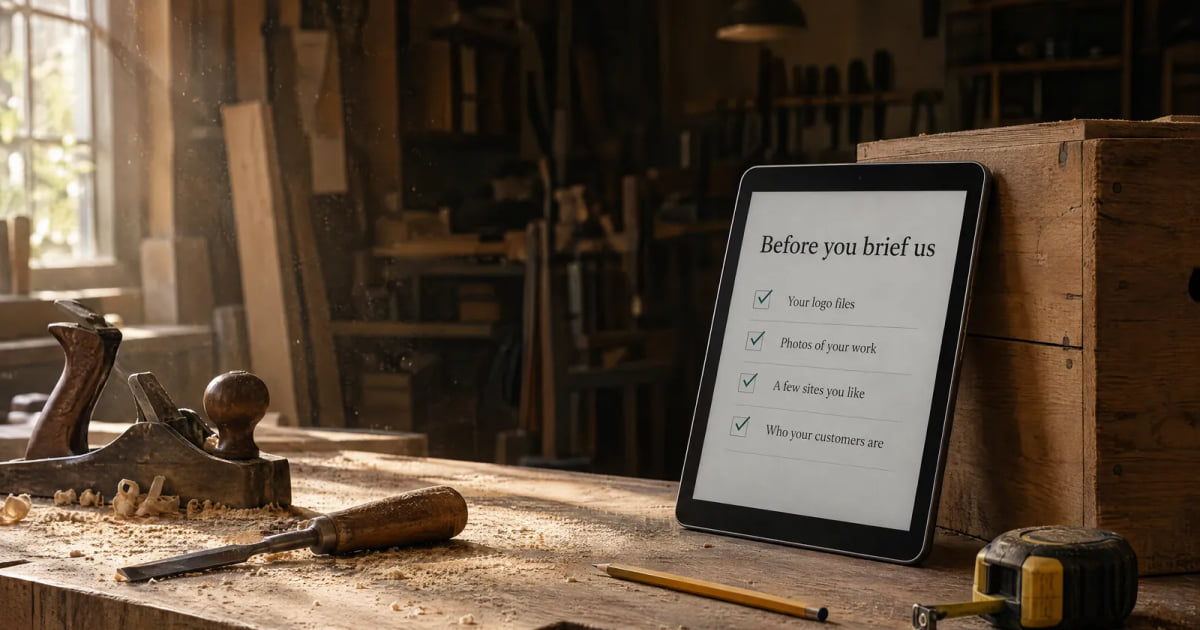 Before you brief us
Your logo files
Photos of your work
A few sites you like
Who your customers are